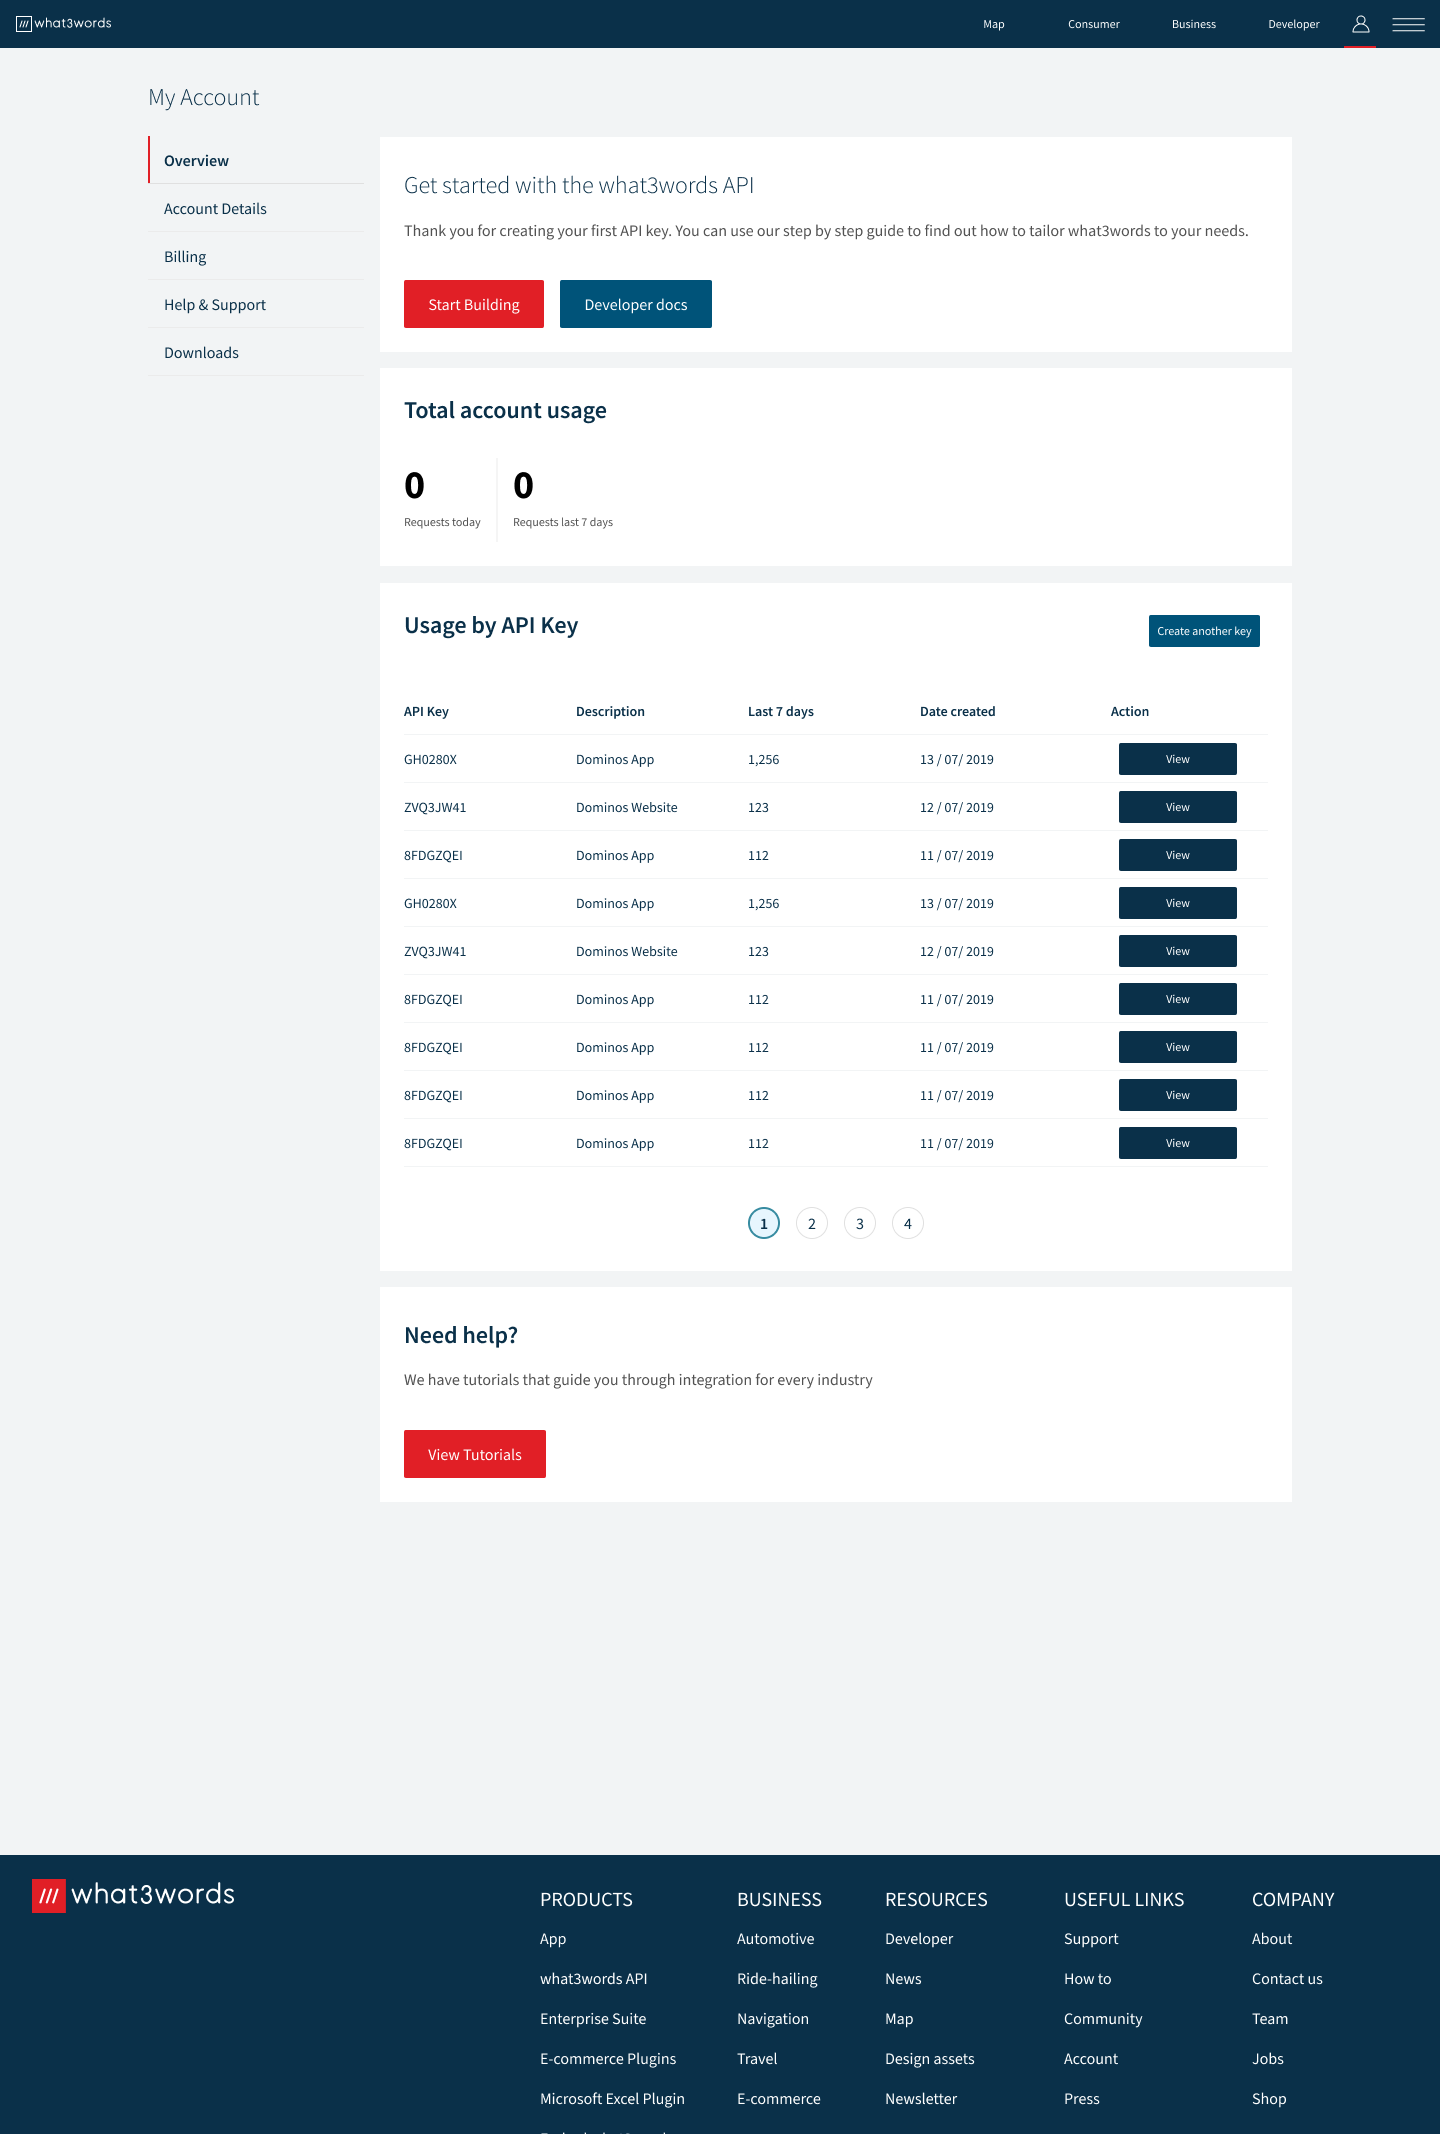 what3words
Map
Consumer
Business
Developer
My Account
Overview
Account Details
Billing
Help & Support
Downloads
Get started with the what3words API
Thank you for creating your first API key. You can use our step by step guide to find out how to tailor what3words to your needs.
Start Building
Developer docs
Total account usage
0
Requests today
0
Requests last 7 days
Usage by API Key
Create another key
API Key Description Last 7 days Date created Action
GH0280X Dominos App 1,256 13 / 07/ 2019 View
ZVQ3JW41 Dominos Website 123 12 / 07/ 2019 View
8FDGZQEI Dominos App 112 11 / 07/ 2019 View
GH0280X Dominos App 1,256 13 / 07/ 2019 View
ZVQ3JW41 Dominos Website 123 12 / 07/ 2019 View
8FDGZQEI Dominos App 112 11 / 07/ 2019 View
8FDGZQEI Dominos App 112 11 / 07/ 2019 View
8FDGZQEI Dominos App 112 11 / 07/ 2019 View
8FDGZQEI Dominos App 112 11 / 07/ 2019 View
1 2 3 4
Need help?
We have tutorials that guide you through integration for every industry
View Tutorials
what3words
PRODUCTS
App
what3words API
Enterprise Suite
E-commerce Plugins
Microsoft Excel Plugin
BUSINESS
Automotive
Ride-hailing
Navigation
Travel
E-commerce
RESOURCES
Developer
News
Map
Design assets
Newsletter
USEFUL LINKS
Support
How to
Community
Account
Press
COMPANY
About
Contact us
Team
Jobs
Shop